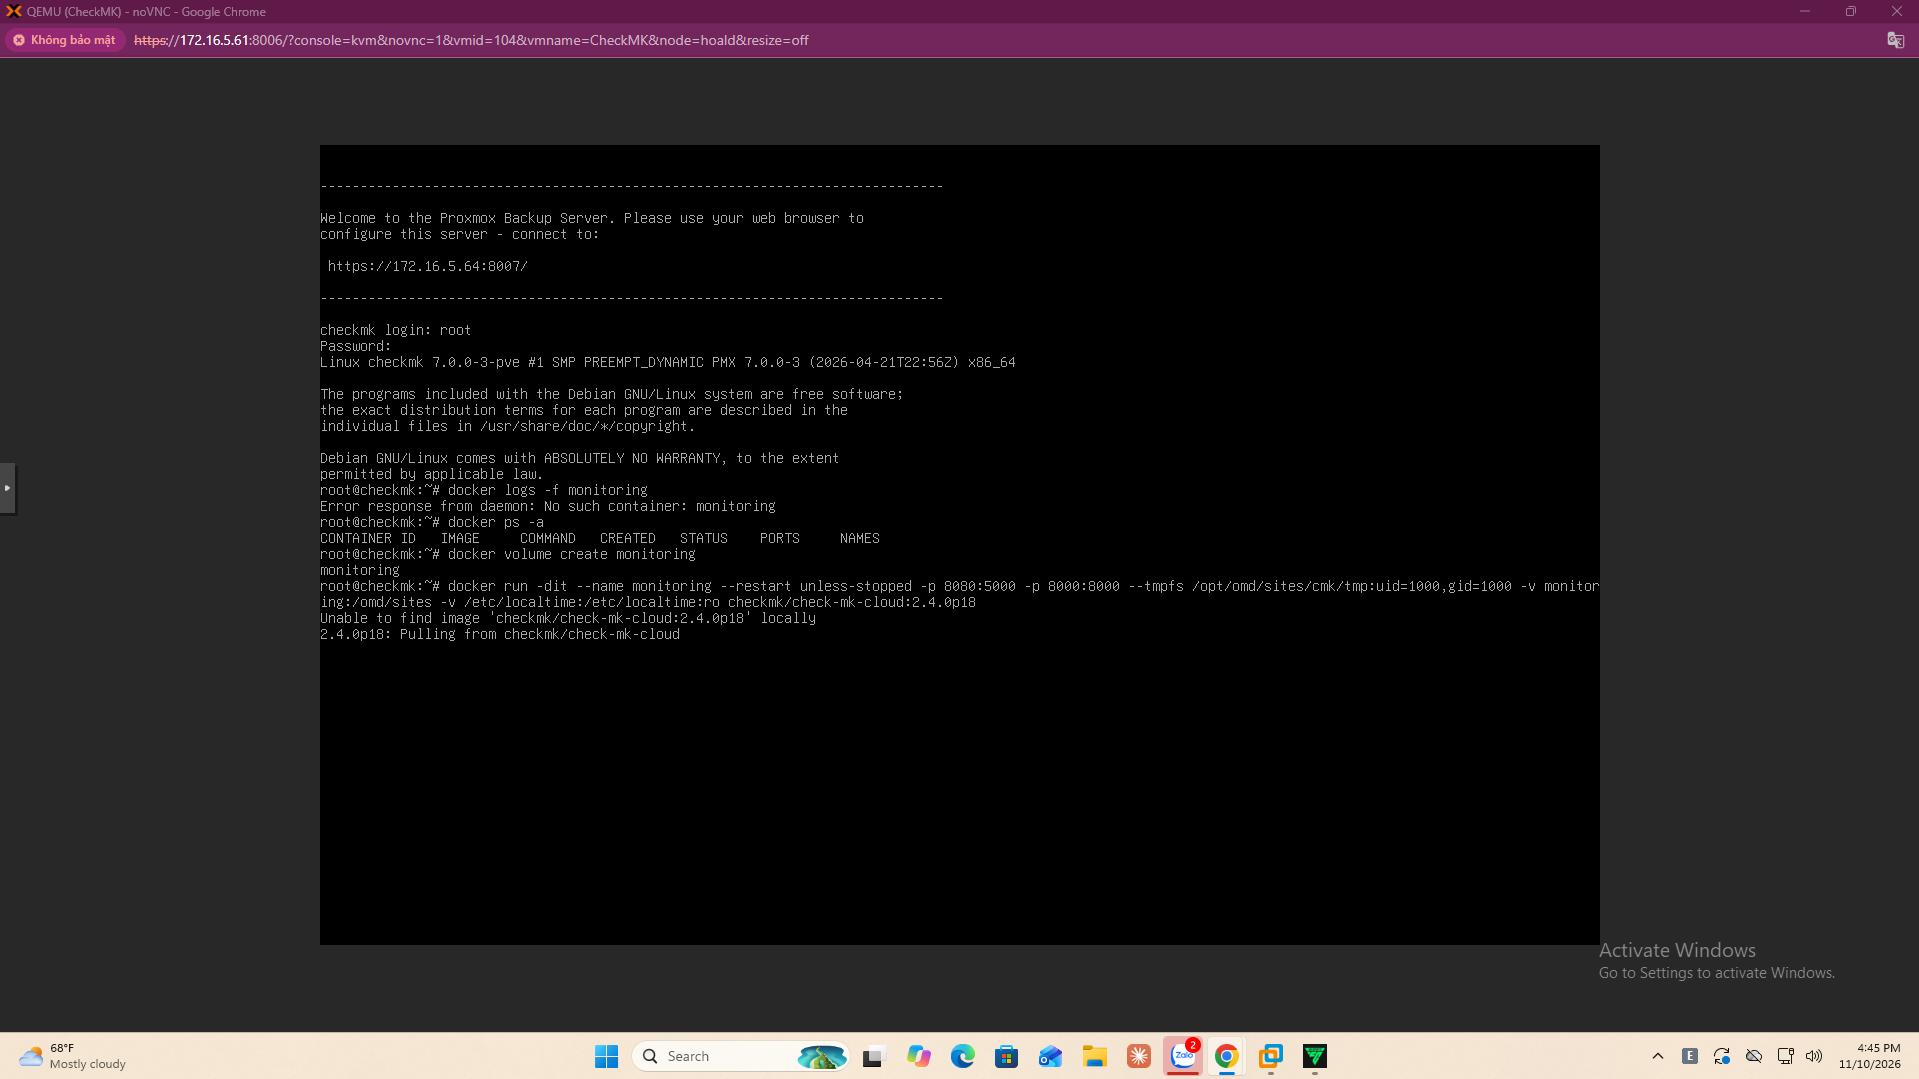 QEMU (CheckMK) - noVNC - Google Chrome
Không bảo mật https://172.16.5.61:8006/?console=kvm&novnc=1&vmid=104&vmname=CheckMK&node=hoald&resize=off
------------------------------------------------------------------------------
Welcome to the Proxmox Backup Server. Please use your web browser to
configure this server - connect to:
https://172.16.5.64:8007/
------------------------------------------------------------------------------
checkmk login: root
Password:
Linux checkmk 7.0.0-3-pve #1 SMP PREEMPT_DYNAMIC PMX 7.0.0-3 (2026-04-21T22:56Z) x86_64
The programs included with the Debian GNU/Linux system are free software;
the exact distribution terms for each program are described in the
individual files in /usr/share/doc/*/copyright.
Debian GNU/Linux comes with ABSOLUTELY NO WARRANTY, to the extent
permitted by applicable law.
root@checkmk:~# docker logs -f monitoring
Error response from daemon: No such container: monitoring
root@checkmk:~# docker ps -a
CONTAINER ID   IMAGE     COMMAND   CREATED   STATUS    PORTS     NAMES
root@checkmk:~# docker volume create monitoring
monitoring
root@checkmk:~# docker run -dit --name monitoring --restart unless-stopped -p 8080:5000 -p 8000:8000 --tmpfs /opt/omd/sites/cmk/tmp:uid=1000,gid=1000 -v monitor
ing:/omd/sites -v /etc/localtime:/etc/localtime:ro checkmk/check-mk-cloud:2.4.0p18
Unable to find image 'checkmk/check-mk-cloud:2.4.0p18' locally
2.4.0p18: Pulling from checkmk/check-mk-cloud
Activate Windows
Go to Settings to activate Windows.
68°F
Mostly cloudy
Search
Zalo
2
E
4:45 PM
11/10/2026